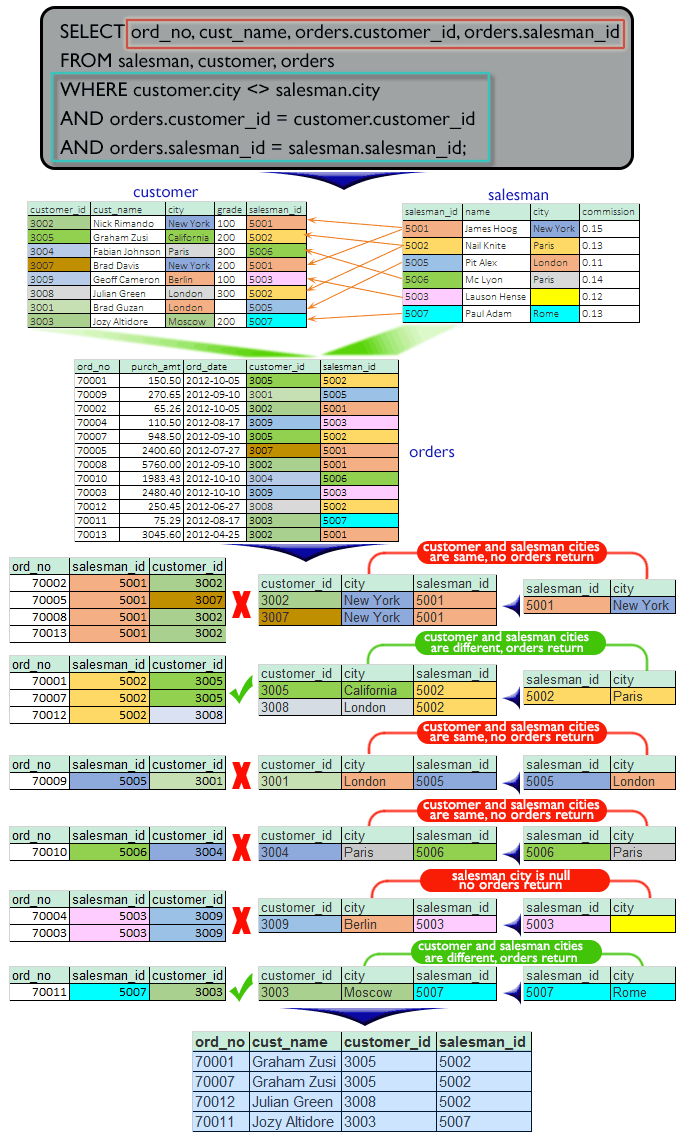 SELECT ord_no, cust_name, orders.customer_id, orders.salesman_id
FROM salesman, customer, orders
WHERE customer.city <> salesman.city
AND orders.customer_id = customer.customer_id
AND orders.salesman_id = salesman.salesman_id;
customer
customer_id cust_name city grade salesman_id
3002 Nick Rimando New York 100 5001
3005 Graham Zusi California 200 5002
3004 Fabian Johnson Paris 300 5006
3007 Brad Davis New York 200 5001
3009 Geoff Cameron Berlin 100 5003
3008 Julian Green London 300 5002
3001 Brad Guzan London 5005
3003 Jozy Altidore Moscow 200 5007
salesman
salesman_id name city commission
5001 James Hoog New York 0.15
5002 Nail Knite Paris 0.13
5005 Pit Alex London 0.11
5006 Mc Lyon Paris 0.14
5003 Lauson Hense 0.12
5007 Paul Adam Rome 0.13
ord_no purch_amt ord_date customer_id salesman_id
70001 150.50 2012-10-05 3005 5002
70009 270.65 2012-09-10 3001 5005
70002 65.26 2012-10-05 3002 5001
70004 110.50 2012-08-17 3009 5003
70007 948.50 2012-09-10 3005 5002
70005 2400.60 2012-07-27 3007 5001
70008 5760.00 2012-09-10 3002 5001
70010 1983.43 2012-10-10 3004 5006
70003 2480.40 2012-10-10 3009 5003
70012 250.45 2012-06-27 3008 5002
70011 75.29 2012-08-17 3003 5007
70013 3045.60 2012-04-25 3002 5001
orders
customer and salesman cities
are same, no orders return
ord_no salesman_id customer_id
70002 5001 3002
70005 5001 3007
70008 5001 3002
70013 5001 3002
customer_id city salesman_id
3002 New York 5001
3007 New York 5001
salesman_id city
5001 New York
customer and salesman cities
are different, orders return
ord_no salesman_id customer_id
70001 5002 3005
70007 5002 3005
70012 5002 3008
customer_id city salesman_id
3005 California 5002
3008 London 5002
salesman_id city
5002 Paris
customer and salesman cities
are same, no orders return
ord_no salesman_id customer_id
70009 5005 3001
customer_id city salesman_id
3001 London 5005
salesman_id city
5005 London
customer and salesman cities
are same, no orders return
ord_no salesman_id customer_id
70010 5006 3004
customer_id city salesman_id
3004 Paris 5006
salesman_id city
5006 Paris
salesman city is null
no orders return
ord_no salesman_id customer_id
70004 5003 3009
70003 5003 3009
customer_id city salesman_id
3009 Berlin 5003
salesman_id city
5003
customer and salesman cities
are different, orders return
ord_no salesman_id customer_id
70011 5007 3003
customer_id city salesman_id
3003 Moscow 5007
salesman_id city
5007 Rome
ord_no cust_name customer_id salesman_id
70001 Graham Zusi 3005 5002
70007 Graham Zusi 3005 5002
70012 Julian Green 3008 5002
70011 Jozy Altidore 3003 5007